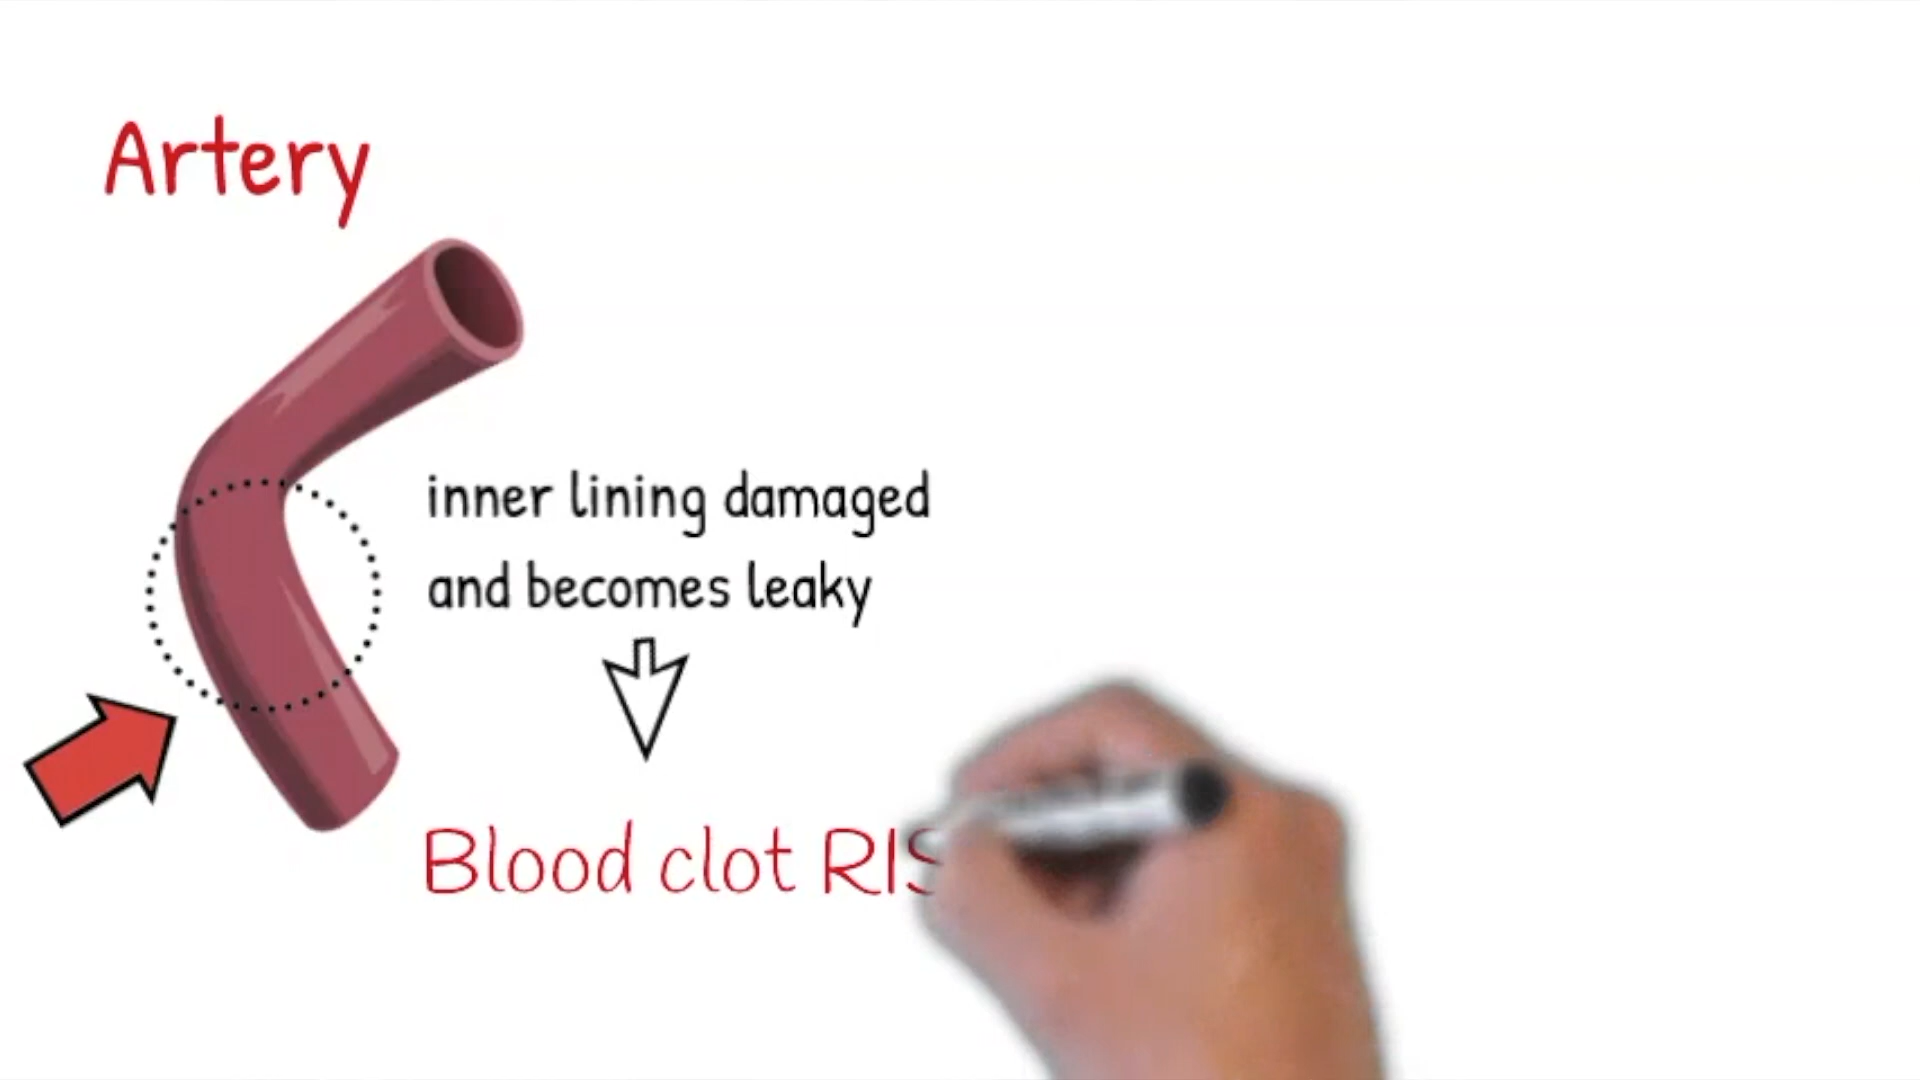 Artery
inner lining damaged
and becomes leaky
Blood clot RIS